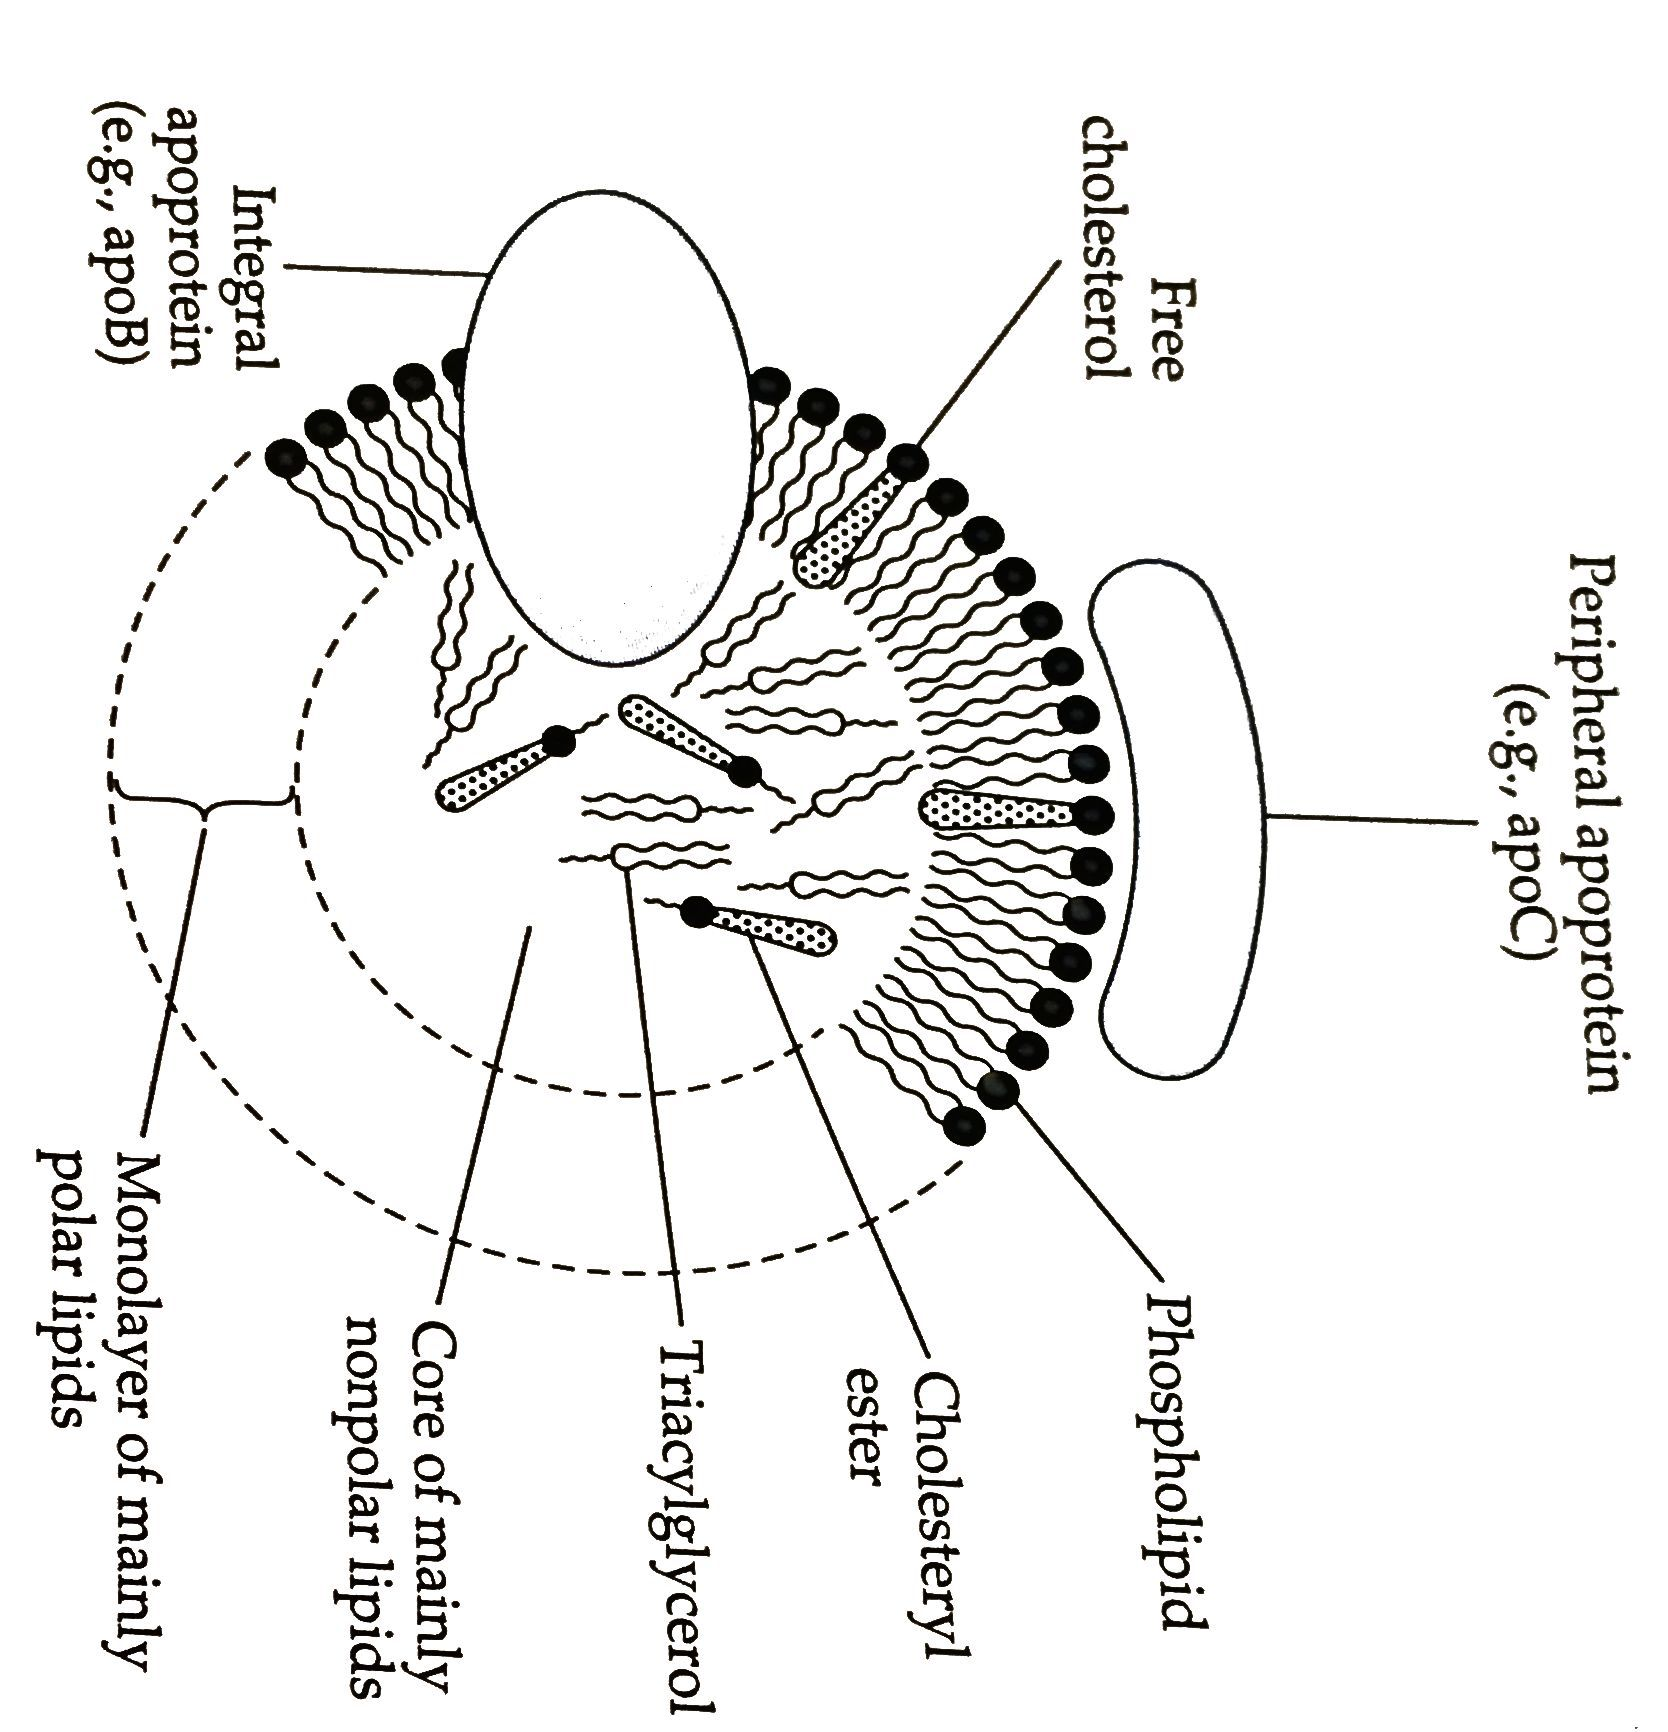 Peripheral apoprotein
(e.g., apoC)
Free
cholesterol
Phospholipid
Cholesteryl
ester
Triacylglycerol
Core of mainly
nonpolar lipids
Integral
apoprotein
(e.g., apoB)
Monolayer of mainly
polar lipids